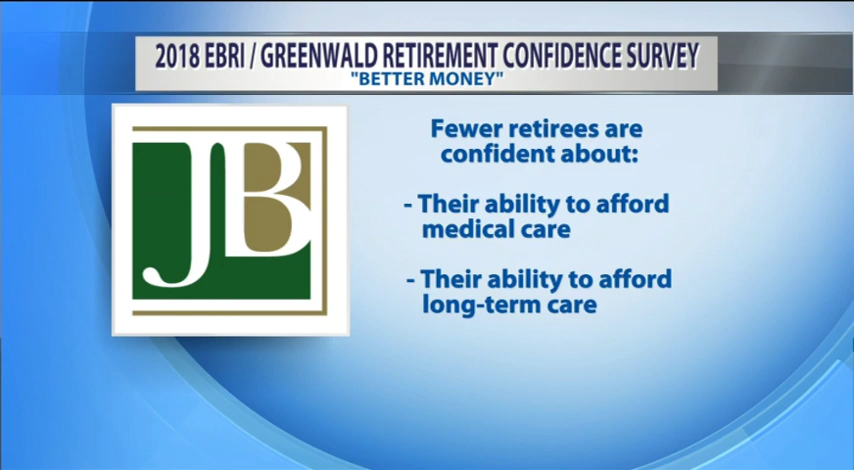 2018 EBRI / GREENWALD RETIREMENT CONFIDENCE SURVEY
"BETTER MONEY"
JB
Fewer retirees are
confident about:
- Their ability to afford
medical care
- Their ability to afford
long-term care